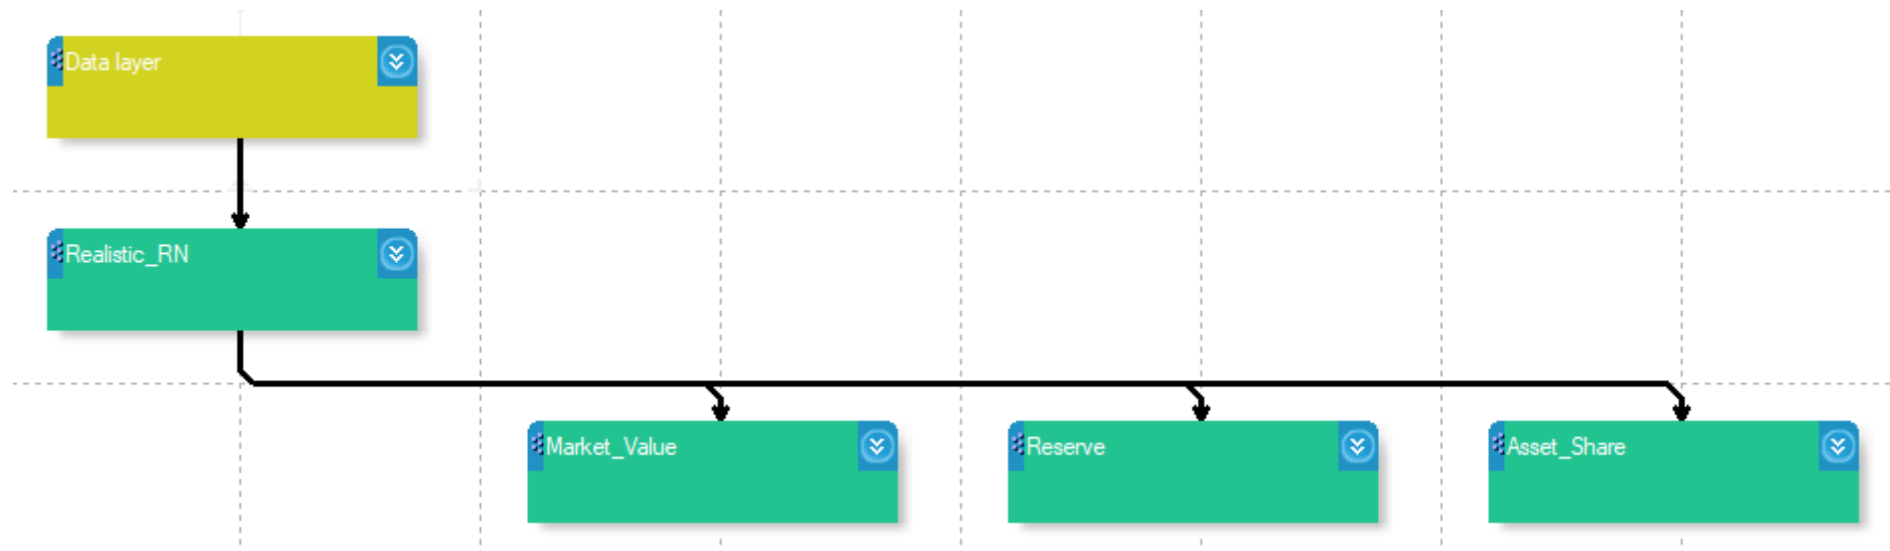 Data layer
Realistic_RN
Market_Value
Reserve
Asset_Share